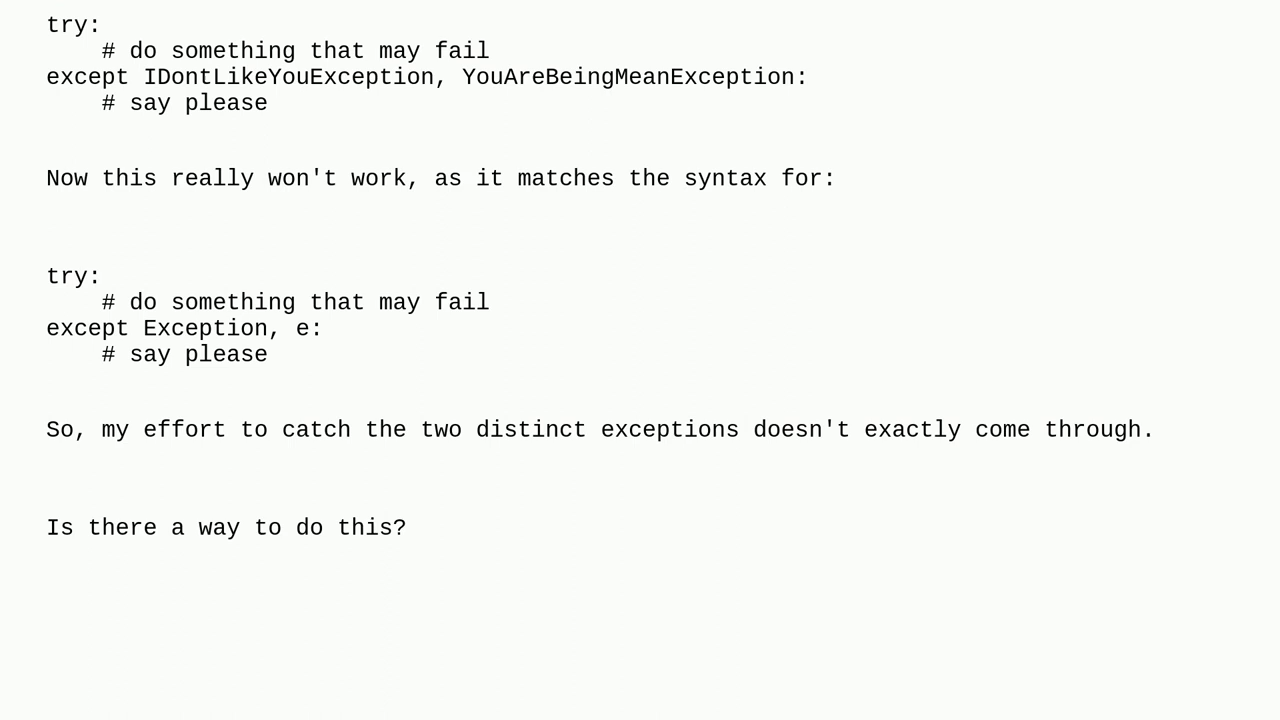 try:
    # do something that may fail
except IDontLikeYouException, YouAreBeingMeanException:
    # say please
Now this really won't work, as it matches the syntax for:
try:
    # do something that may fail
except Exception, e:
    # say please
So, my effort to catch the two distinct exceptions doesn't exactly come through.
Is there a way to do this?